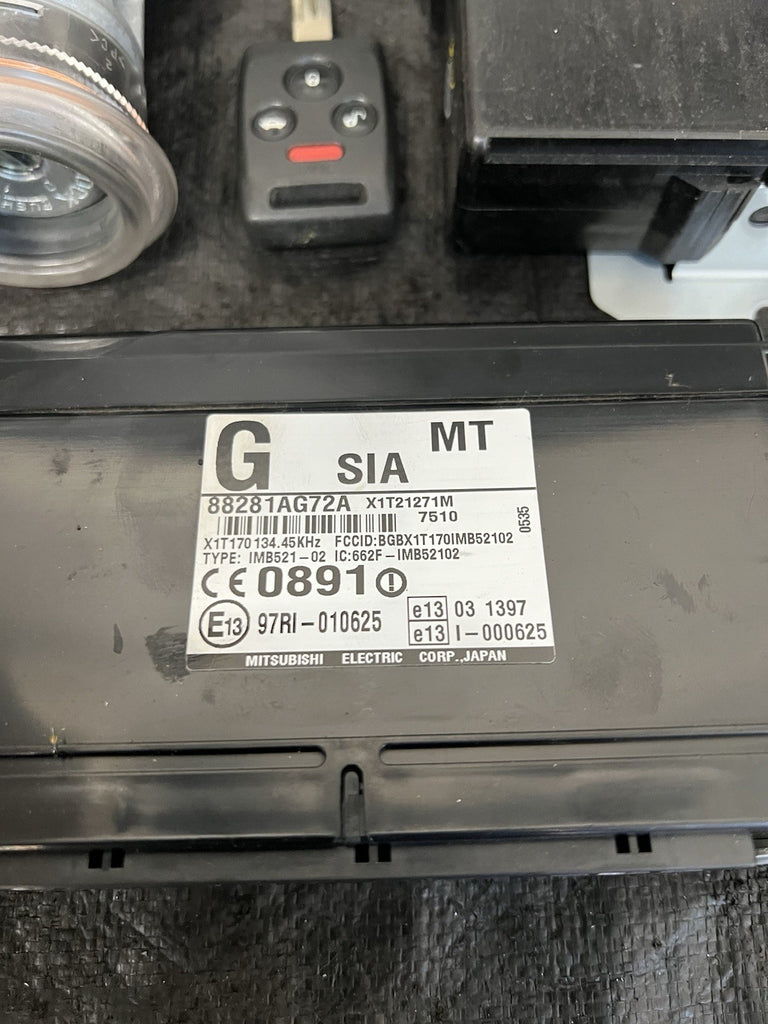 G SIA MT
88281AG72A X1T21271M
7510
0535
X1T170 134.45KHz FCCID:BGBX1T170IMB52102
TYPE: IMB521-02 IC:662F-IMB52102
CE 0891
E13 97RI-010625
e13 03 1397
e13 I-000625
MITSUBISHI ELECTRIC CORP.,JAPAN